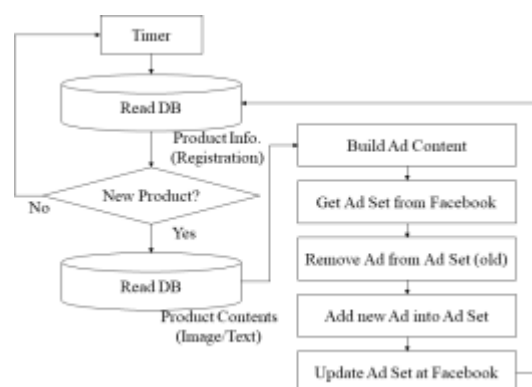 Timer
Read DB
Product Info.
(Registration)
New Product?
No
Yes
Read DB
Product Contents
(Image/Text)
Build Ad Content
Get Ad Set from Facebook
Remove Ad from Ad Set (old)
Add new Ad into Ad Set
Update Ad Set at Facebook